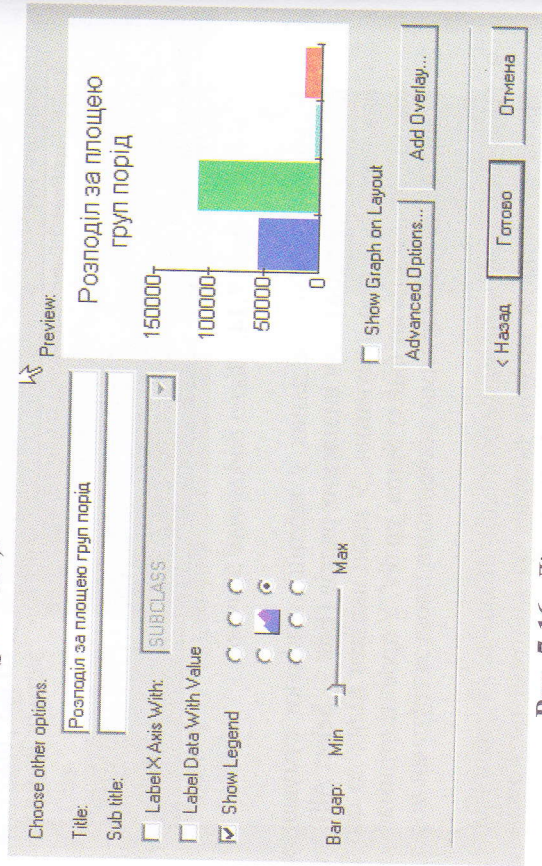 Choose other options:
Title:
Розподіл за площею груп порід
Sub title:
Label X Axis With:
SUBCLASS
Label Data With Value
Show Legend
Bar gap:
Min
Max
Preview:
Розподіл за площею
груп порід
150000
100000
50000
0
Show Graph on Layout
Advanced Options...
Add Overlay...
< Назад
Готово
Отмена
7.16.